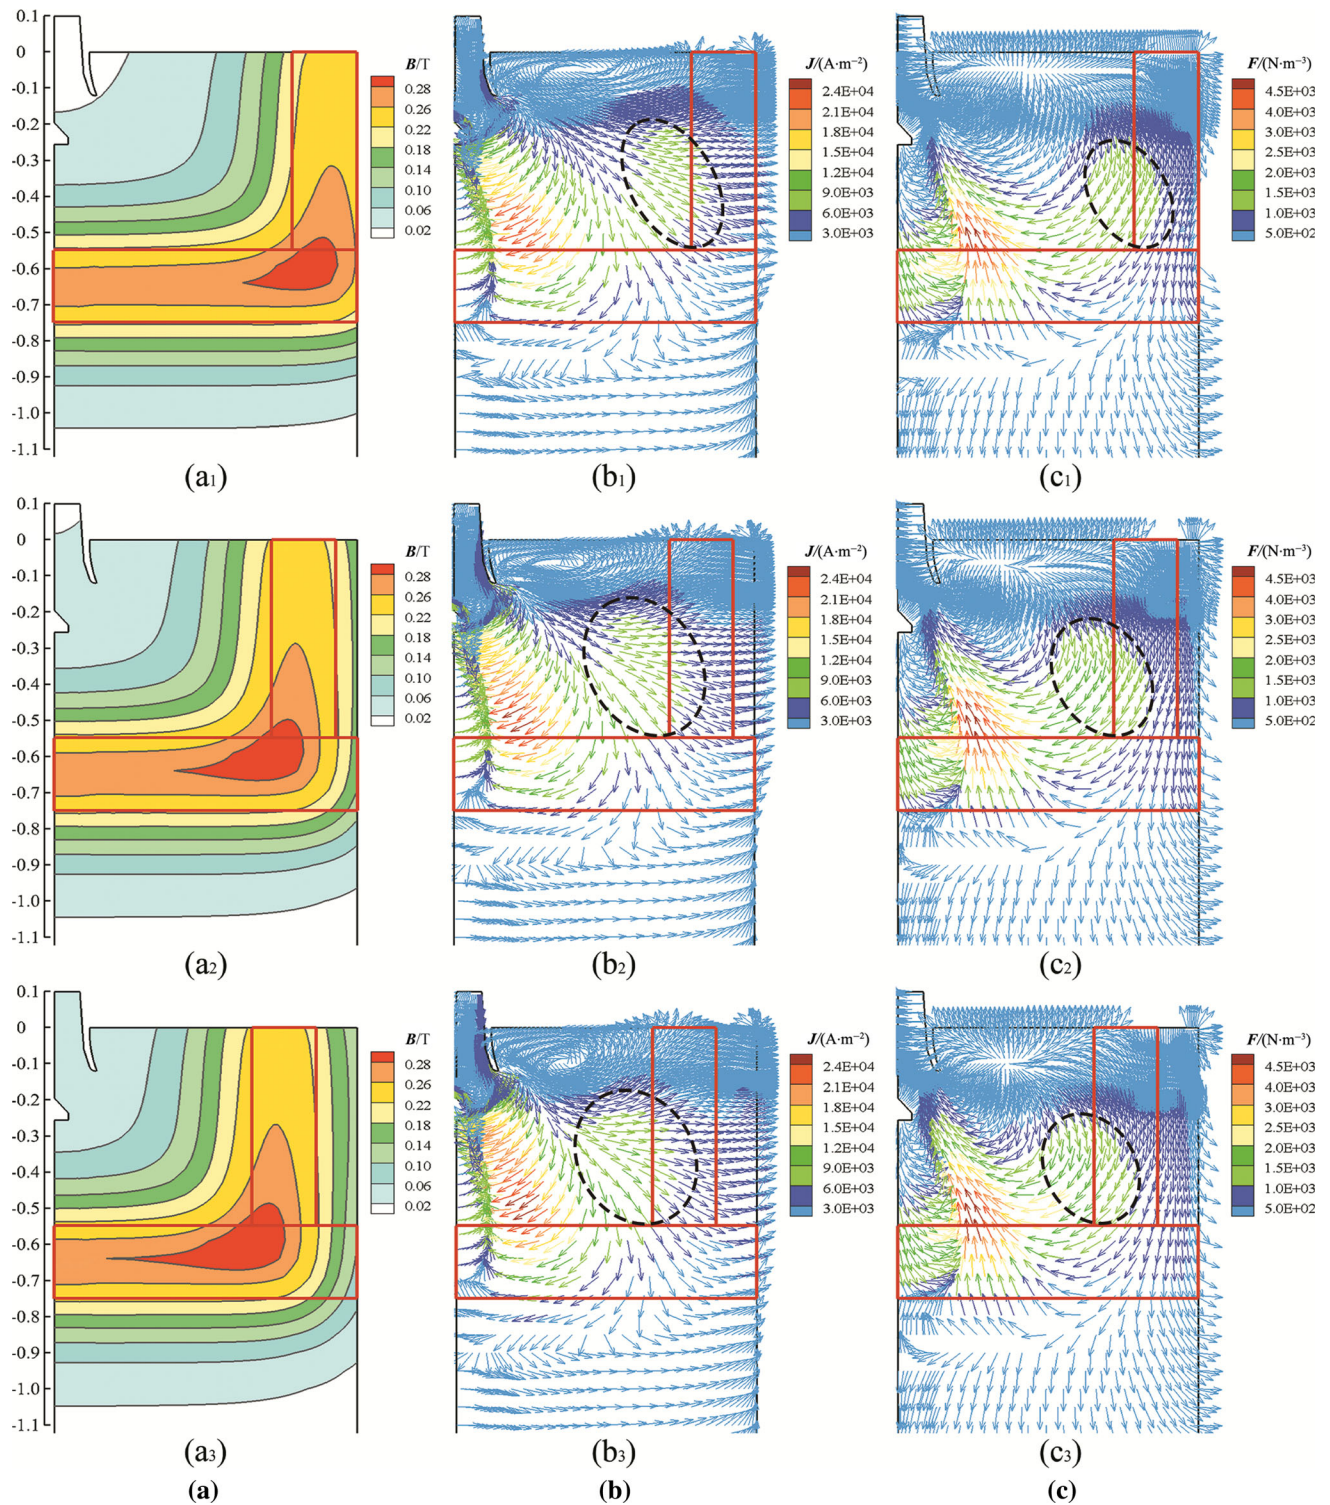 0.1
0
-0.1
-0.2
-0.3
-0.4
-0.5
-0.6
-0.7
-0.8
-0.9
-1.0
-1.1
B/T
0.28
0.26
0.22
0.18
0.14
0.10
0.06
0.02
(a1)
J/(A·m−2)
2.4E+04
2.1E+04
1.8E+04
1.5E+04
1.2E+04
9.0E+03
6.0E+03
3.0E+03
(b1)
F/(N·m−3)
4.5E+03
4.0E+03
3.0E+03
2.5E+03
2.0E+03
1.5E+03
1.0E+03
5.0E+02
(c1)
0.1
0
-0.1
-0.2
-0.3
-0.4
-0.5
-0.6
-0.7
-0.8
-0.9
-1.0
-1.1
B/T
0.28
0.26
0.22
0.18
0.14
0.10
0.06
0.02
(a2)
J/(A·m−2)
2.4E+04
2.1E+04
1.8E+04
1.5E+04
1.2E+04
9.0E+03
6.0E+03
3.0E+03
(b2)
F/(N·m−3)
4.5E+03
4.0E+03
3.0E+03
2.5E+03
2.0E+03
1.5E+03
1.0E+03
5.0E+02
(c2)
0.1
0
-0.1
-0.2
-0.3
-0.4
-0.5
-0.6
-0.7
-0.8
-0.9
-1.0
-1.1
B/T
0.28
0.26
0.22
0.18
0.14
0.10
0.06
0.02
(a3)
J/(A·m−2)
2.4E+04
2.1E+04
1.8E+04
1.5E+04
1.2E+04
9.0E+03
6.0E+03
3.0E+03
(b3)
F/(N·m−3)
4.5E+03
4.0E+03
3.0E+03
2.5E+03
2.0E+03
1.5E+03
1.0E+03
5.0E+02
(c3)
(a)
(b)
(c)